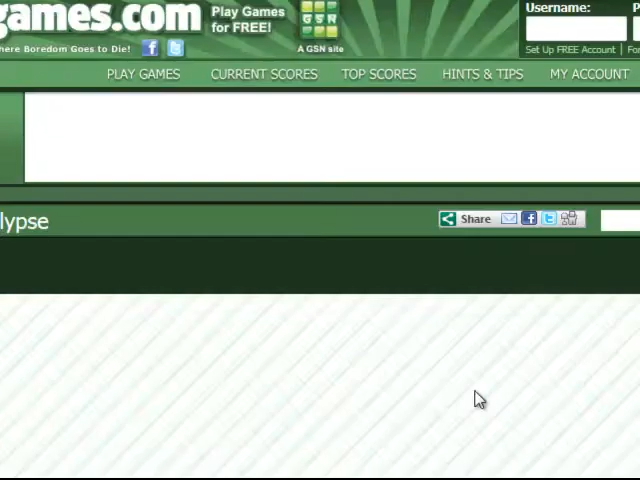 games.com
Play Games
for FREE!
GSN
A GSN site
Username:
P
here Boredom Goes to Die!
Set Up FREE Account | For
PLAY GAMES CURRENT SCORES TOP SCORES HINTS & TIPS MY ACCOUNT
lypse
Share